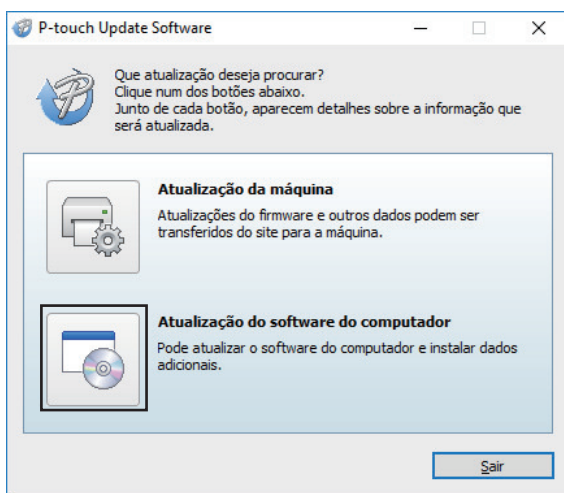 P-touch Update Software
Que atualização deseja procurar?
Clique num dos botões abaixo.
Junto de cada botão, aparecem detalhes sobre a informação que
será atualizada.
Atualização da máquina
Atualizações do firmware e outros dados podem ser
transferidos do site para a máquina.
Atualização do software do computador
Pode atualizar o software do computador e instalar dados
adicionais.
Sair